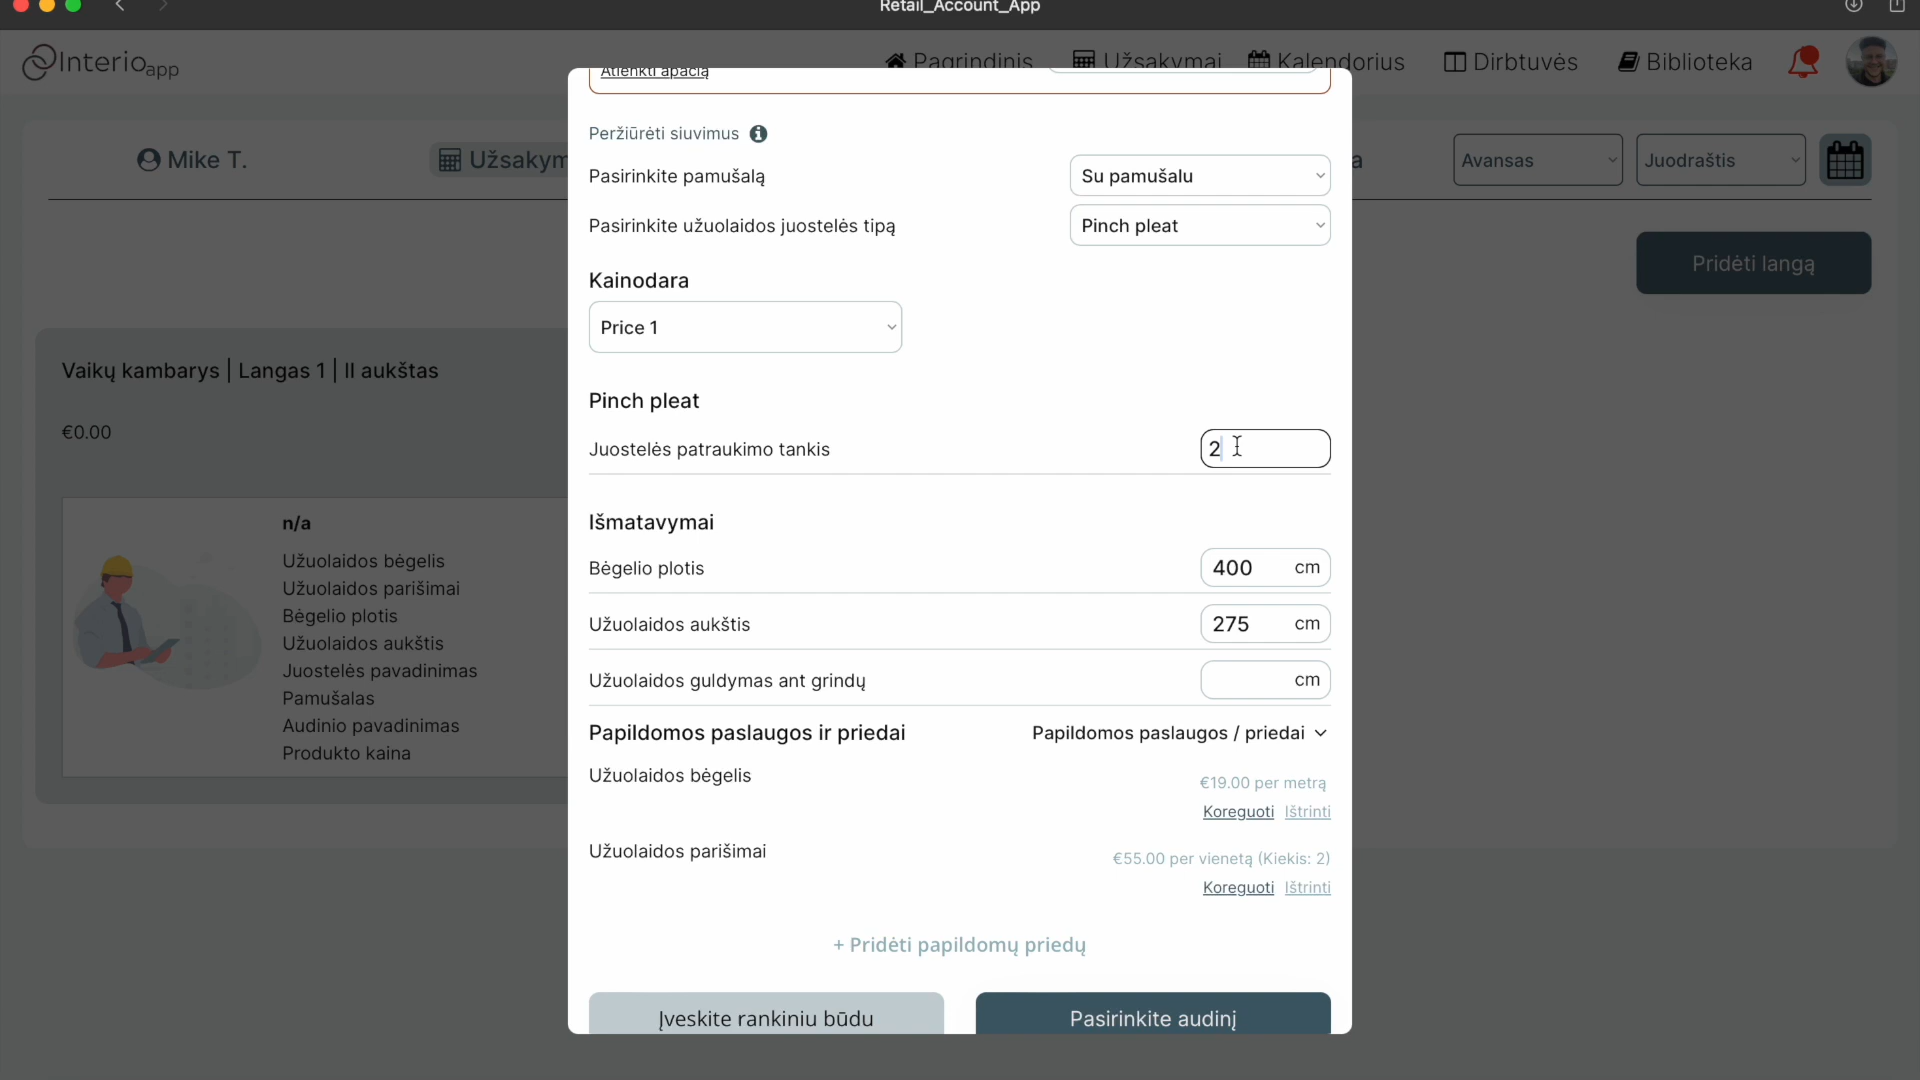 Retail_Account_App
Interioapp
Pagrindinis
Užsakymai
Kalendorius
Dirbtuvės
Biblioteka
Mike T.
Užsakym
a
Avansas
Juodraštis
Pridėti langą
Vaikų kambarys | Langas 1 | II aukštas
€0.00
n/a
Užuolaidos bėgelis
Užuolaidos parišimai
Bėgelio plotis
Užuolaidos aukštis
Juostelės pavadinimas
Pamušalas
Audinio pavadinimas
Produkto kaina
Atlenkti apačią
Peržiūrėti siuvimus
Pasirinkite pamušalą
Su pamušalu
Pasirinkite užuolaidos juostelės tipą
Pinch pleat
Kainodara
Price 1
Pinch pleat
Juostelės patraukimo tankis
2
Išmatavymai
Bėgelio plotis
400 cm
Užuolaidos aukštis
275 cm
Užuolaidos guldymas ant grindų
cm
Papildomos paslaugos ir priedai
Papildomos paslaugos / priedai
Užuolaidos bėgelis
€19.00 per metrą
Koreguoti Ištrinti
Užuolaidos parišimai
€55.00 per vienetą (Kiekis: 2)
Koreguoti Ištrinti
+ Pridėti papildomų priedų
Įveskite rankiniu būdu
Pasirinkite audinį